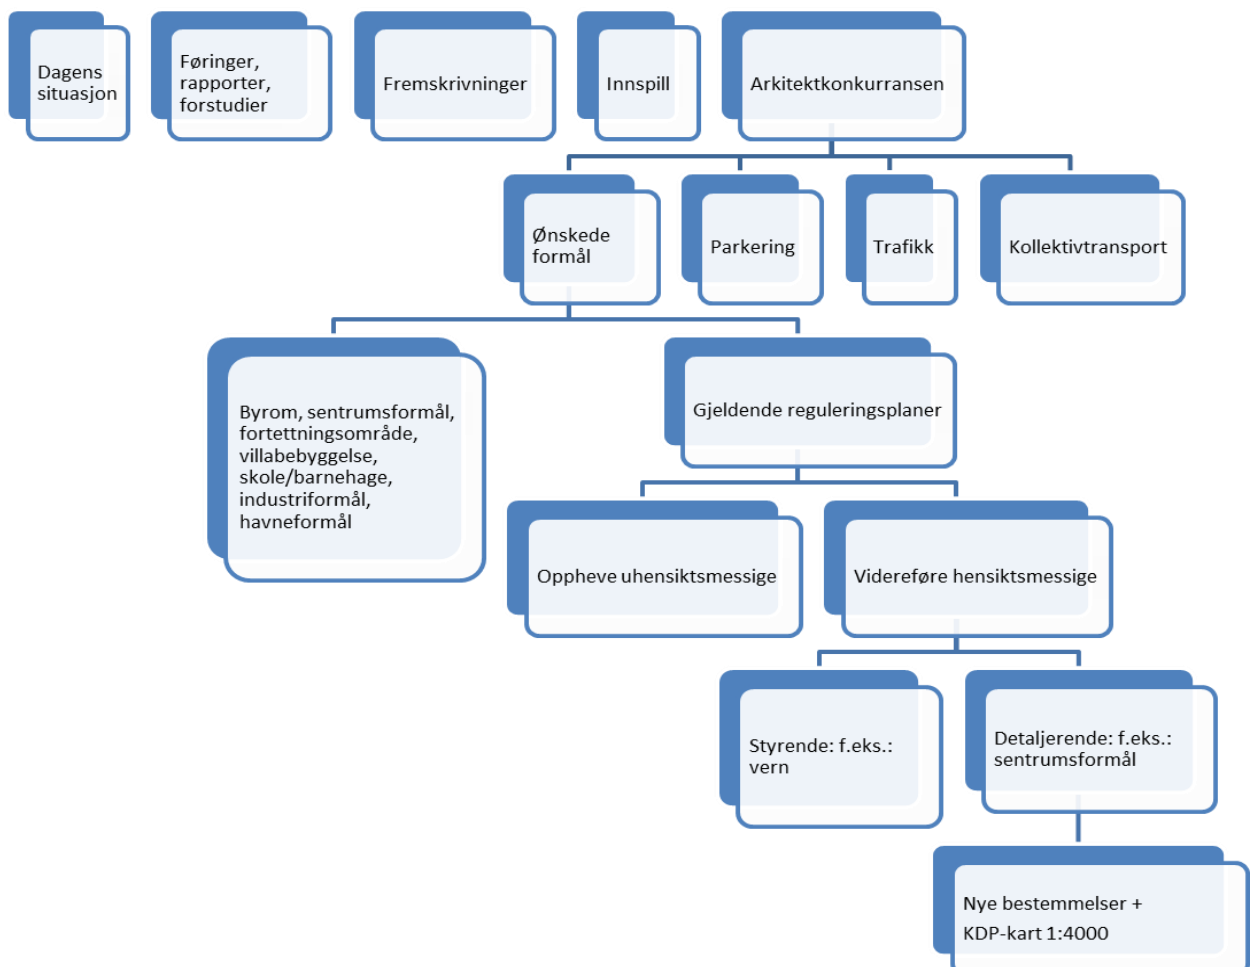 Dagens
situasjon
Føringer,
rapporter,
forstudier
Fremskrivninger
Innspill
Arkitektkonkurransen
Ønskede
formål
Parkering
Trafikk
Kollektivtransport
Byrom, sentrumsformål,
fortettningsområde,
villabebyggelse,
skole/barnehage,
industriformål,
havneformål
Gjeldende reguleringsplaner
Oppheve uhensiktsmessige
Videreføre hensiktsmessige
Styrende: f.eks.:
vern
Detaljerende: f.eks.:
sentrumsformål
Nye bestemmelser +
KDP-kart 1:4000